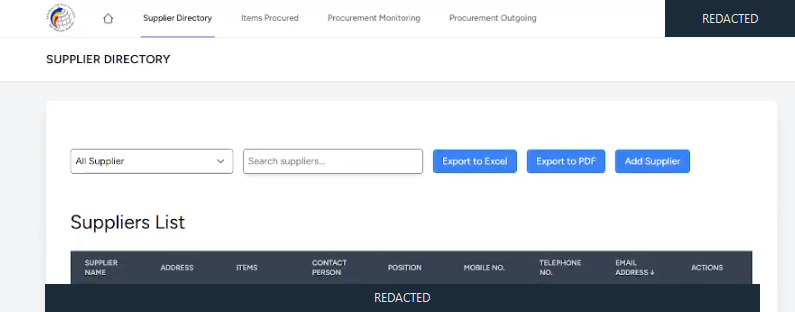 Supplier Directory Items Procured Procurement Monitoring Procurement Outgoing REDACTED
SUPPLIER DIRECTORY
All Supplier Search suppliers... Export to Excel Export to PDF Add Supplier
Suppliers List
SUPPLIER NAME ADDRESS ITEMS CONTACT PERSON POSITION MOBILE NO. TELEPHONE NO. EMAIL ADDRESS ↓ ACTIONS
REDACTED